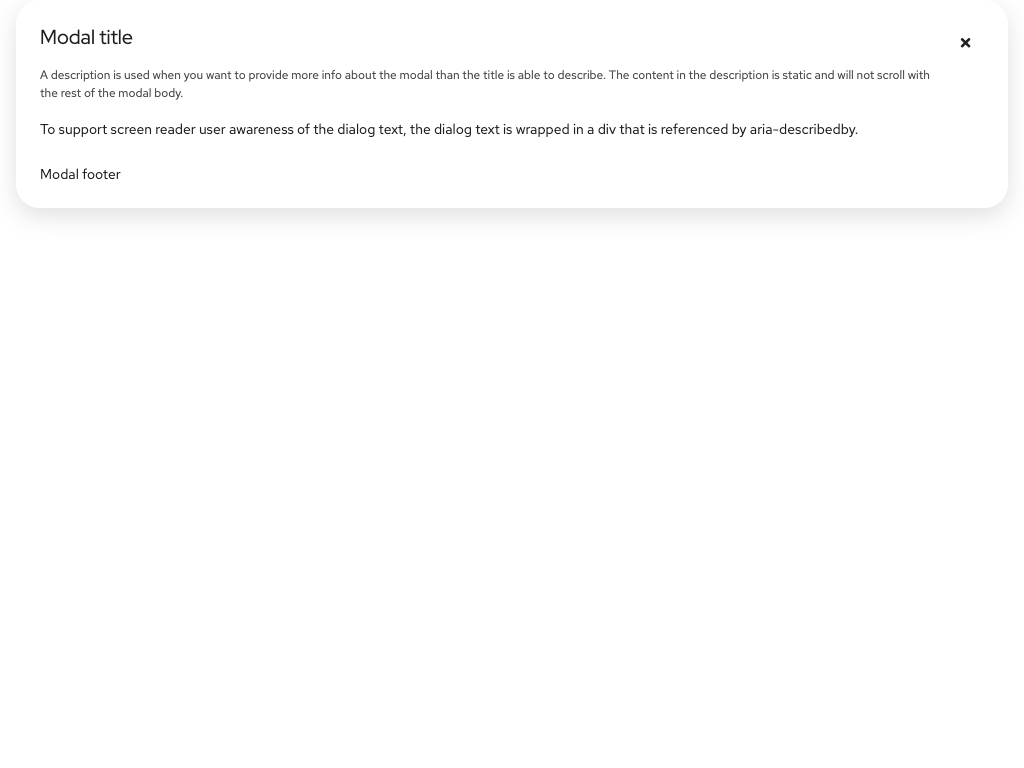 Modal title
A description is used when you want to provide more info about the modal than the title is able to describe. The content in the description is static and will not scroll with
the rest of the modal body.
To support screen reader user awareness of the dialog text, the dialog text is wrapped in a div that is referenced by aria-describedby.
Modal footer